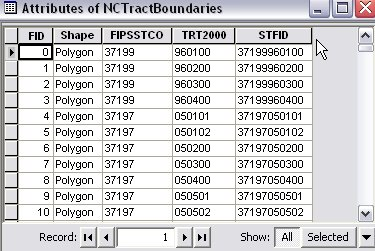 Attributes of NCTractBoundaries
FID Shape FIPSSTCO TRT2000 STFID
0 Polygon 37199 960100 37199960100
1 Polygon 37199 960200 37199960200
2 Polygon 37199 960300 37199960300
3 Polygon 37199 960400 37199960400
4 Polygon 37197 050101 37197050101
5 Polygon 37197 050102 37197050102
6 Polygon 37197 050200 37197050200
7 Polygon 37197 050300 37197050300
8 Polygon 37197 050400 37197050400
9 Polygon 37197 050501 37197050501
10 Polygon 37197 050502 37197050502
Record: 1 Show: All Selected